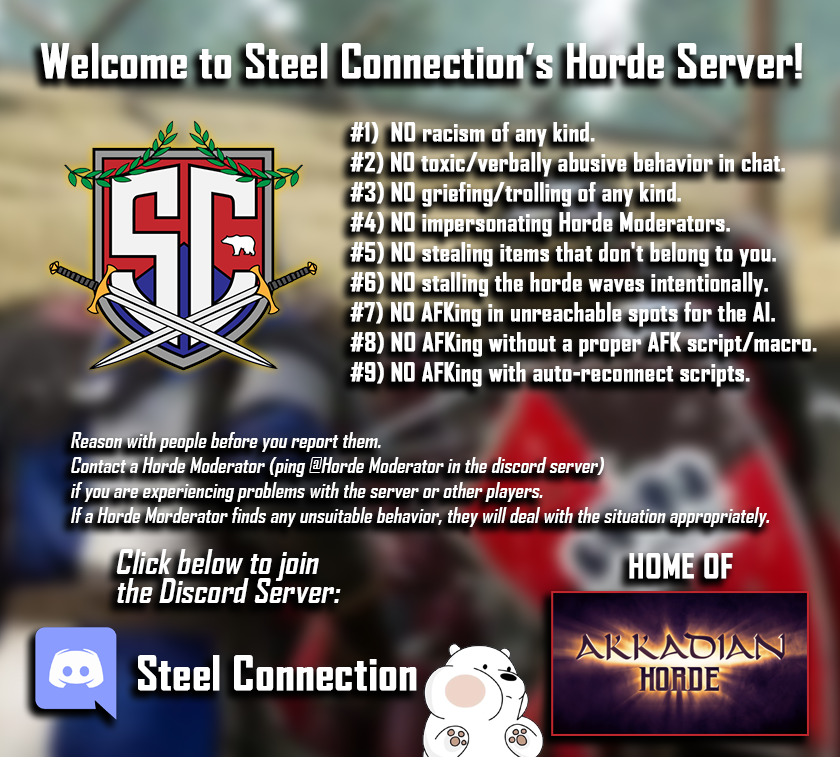 Welcome to Steel Connection's Horde Server!
SC
#1) NO racism of any kind.
#2) NO toxic/verbally abusive behavior in chat.
#3) NO griefing/trolling of any kind.
#4) NO impersonating Horde Moderators.
#5) NO stealing items that don't belong to you.
#6) NO stalling the horde waves intentionally.
#7) NO AFKing in unreachable spots for the AI.
#8) NO AFKing without a proper AFK script/macro.
#9) NO AFKing with auto-reconnect scripts.
Reason with people before you report them.
Contact a Horde Moderator (ping @Horde Moderator in the discord server)
if you are experiencing problems with the server or other players.
If a Horde Morderator finds any unsuitable behavior, they will deal with the situation appropriately.
Click below to join
the Discord Server:
Steel Connection
HOME OF
AKKADIAN
HORDE